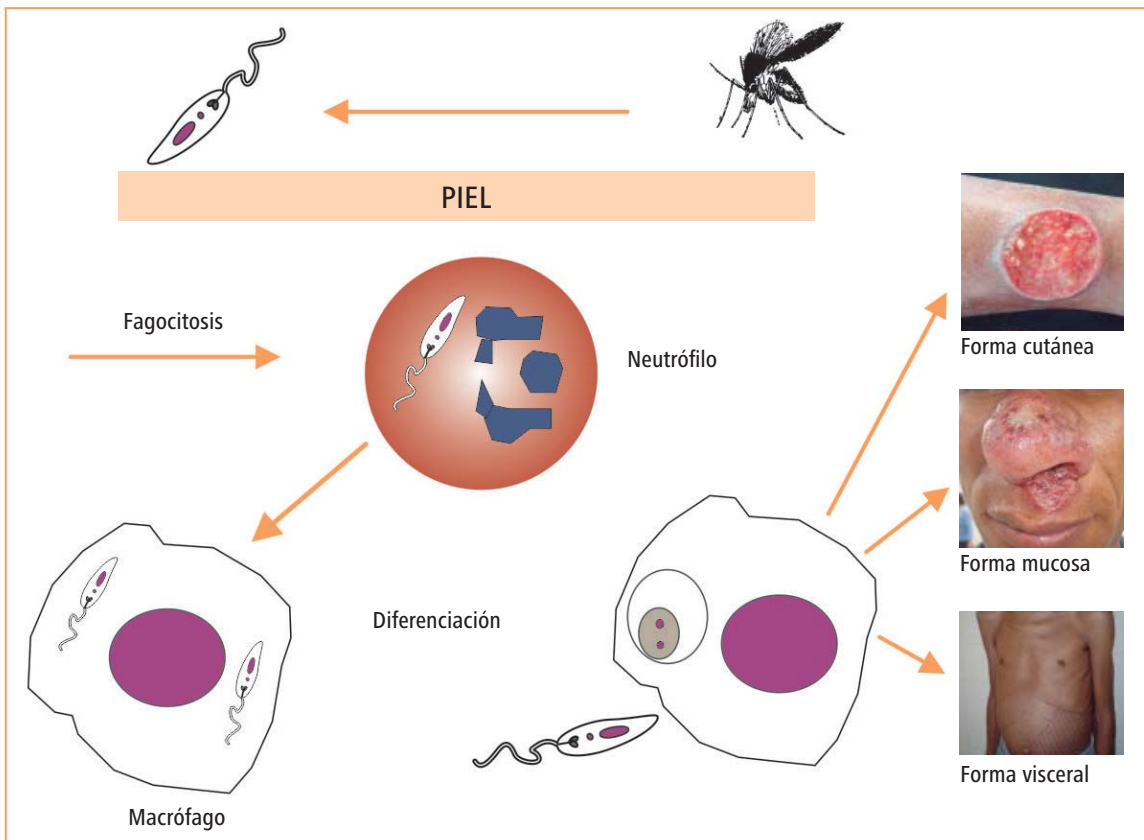 PIEL
Fagocitosis
Neutrófilo
Forma cutánea
Forma mucosa
Diferenciación
Forma visceral
Macrófago